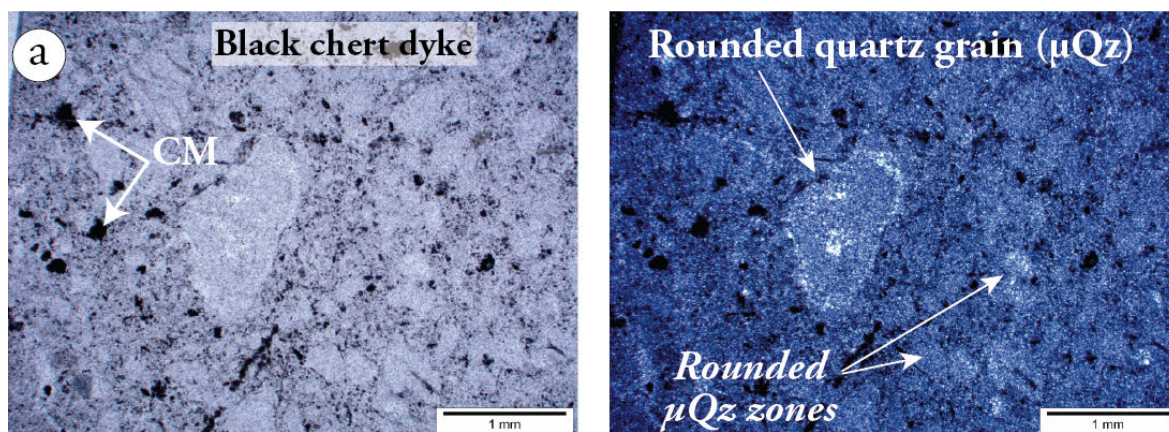 a
Black chert dyke
CM
1 mm
Rounded quartz grain (µQz)
Rounded
µQz zones
1 mm